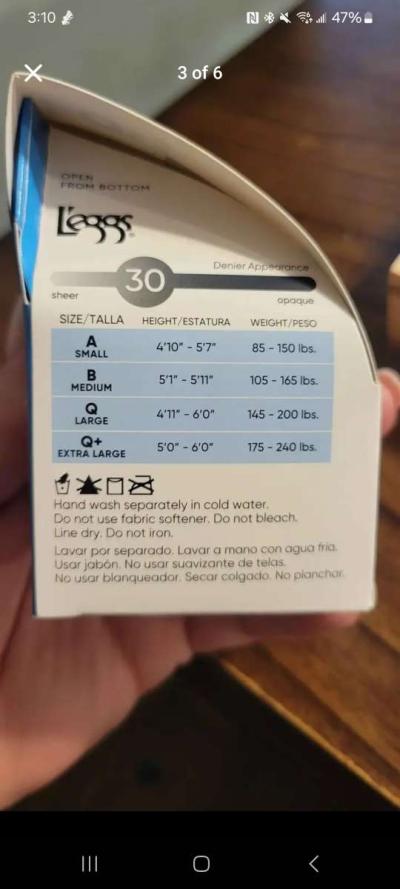 3:10
47%
3 of 6
OPEN
FROM BOTTOM
L'eggs
Denier Appearance
30
sheer
opaque
SIZE/TALLA HEIGHT/ESTATURA WEIGHT/PESO
A
SMALL
4'10" - 5'7"
85 - 150 lbs.
B
MEDIUM
5'1" - 5'11"
105 - 165 lbs.
Q
LARGE
4'11" - 6'0"
145 - 200 lbs.
Q+
EXTRA LARGE
5'0" - 6'0"
175 - 240 lbs.
Hand wash separately in cold water.
Do not use fabric softener. Do not bleach.
Line dry. Do not iron.
Lavar por separado. Lavar a mano con agua fría.
Usar jabón. No usar suavizante de telas.
No usar blanqueador. Secar colgado. No planchar.